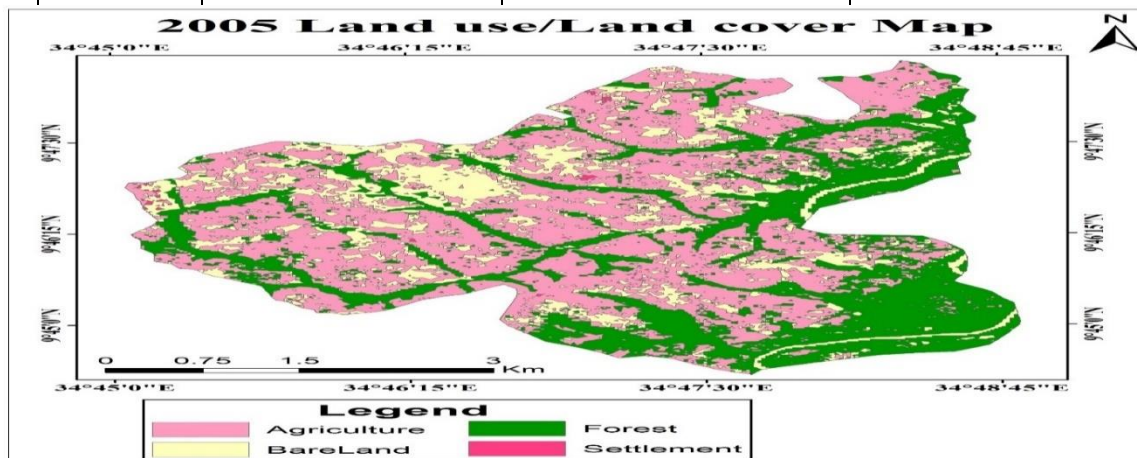 2005 Land use/Land cover Map
N
34°45'0"E 34°46'15"E 34°47'30"E 34°48'45"E
9°47'30"N 9°47'30"N
9°46'15"N 9°46'15"N
9°45'0"N 9°45'0"N
0 0.75 1.5 3
Km
34°45'0"E 34°46'15"E 34°47'30"E 34°48'45"E
Legend
Agriculture Forest
BareLand Settlement